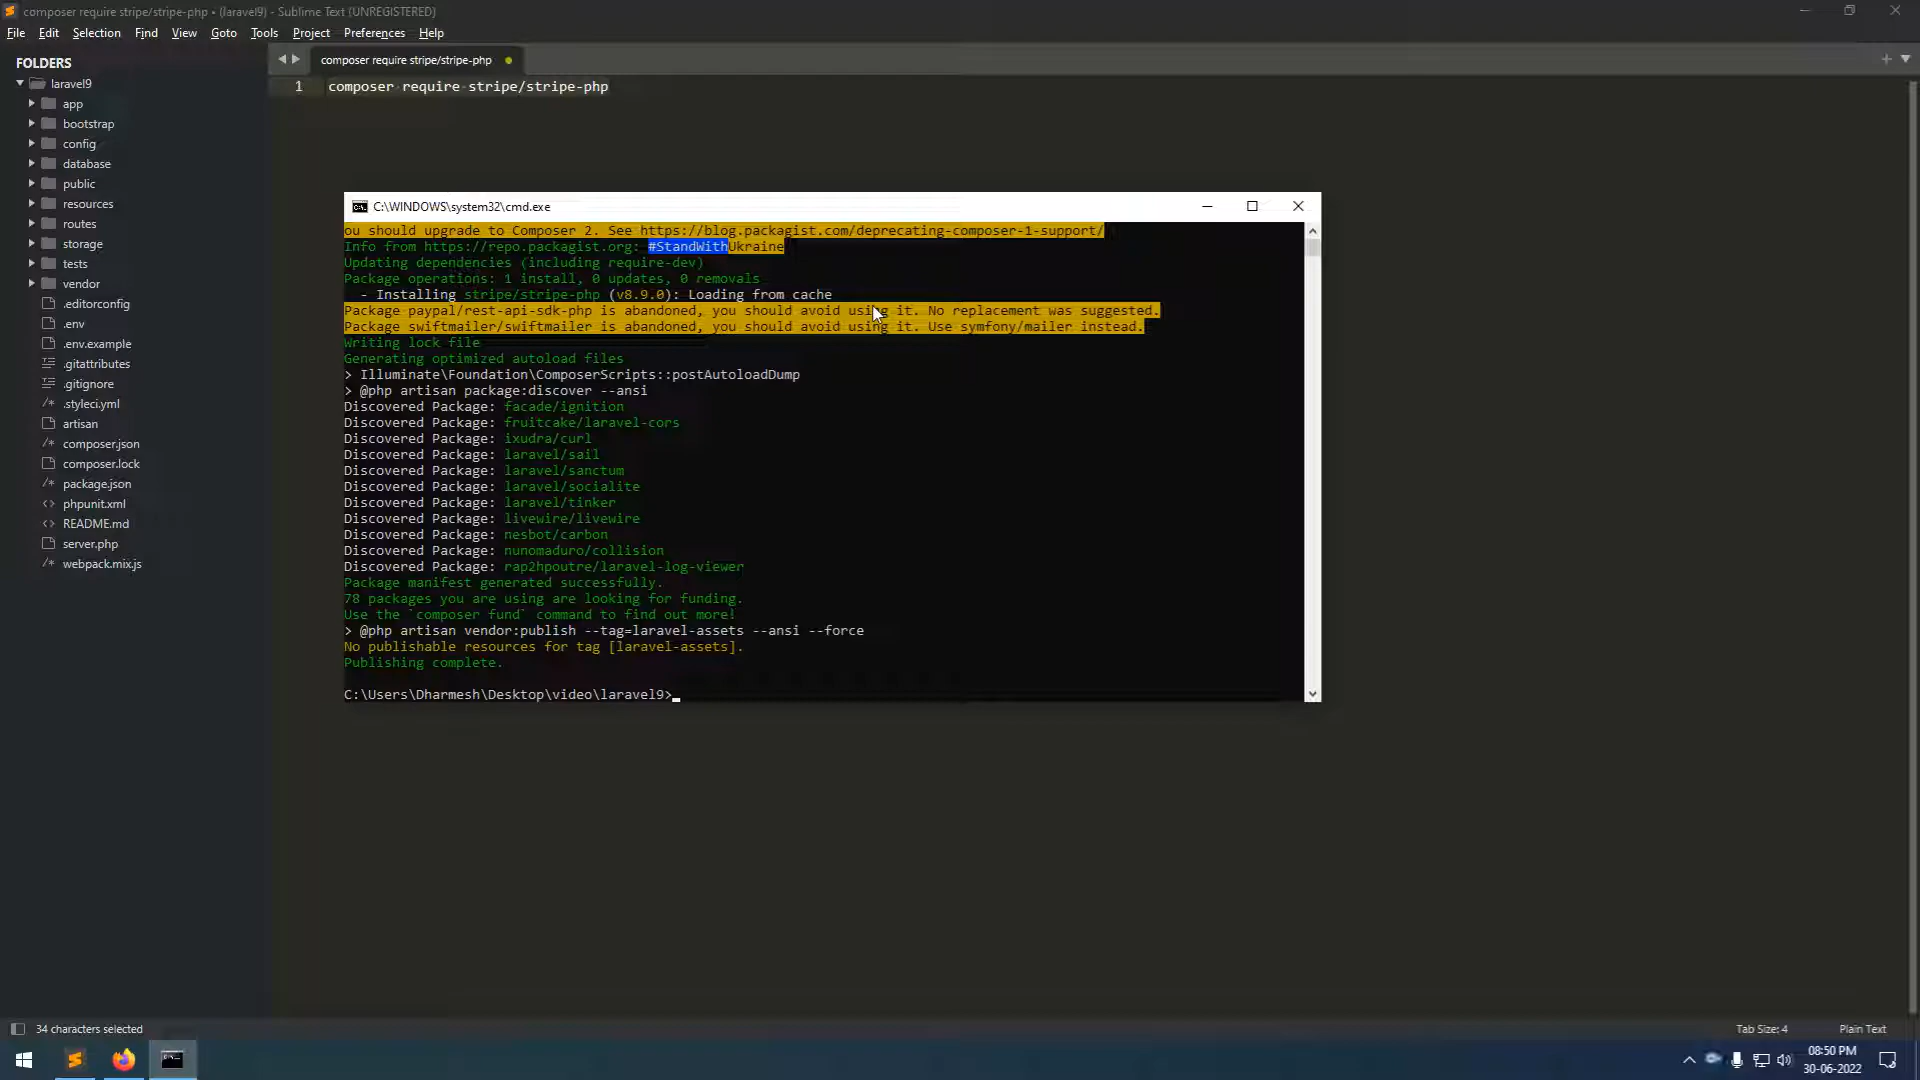 composer require stripe/stripe-php • (laravel9) - Sublime Text (UNREGISTERED)
File Edit Selection Find View Goto Tools Project Preferences Help
FOLDERS
laravel9
app
bootstrap
config
database
public
resources
routes
storage
tests
vendor
.editorconfig
.env
.env.example
.gitattributes
.gitignore
.styleci.yml
artisan
composer.json
composer.lock
package.json
phpunit.xml
README.md
server.php
webpack.mix.js
composer require stripe/stripe-php
1 composer require stripe/stripe-php
C:\WINDOWS\system32\cmd.exe
ou should upgrade to Composer 2. See https://blog.packagist.com/deprecating-composer-1-support/
Info from https://repo.packagist.org: #StandWithUkraine
Updating dependencies (including require-dev)
Package operations: 1 install, 0 updates, 0 removals
- Installing stripe/stripe-php (v8.9.0): Loading from cache
Package paypal/rest-api-sdk-php is abandoned, you should avoid using it. No replacement was suggested.
Package swiftmailer/swiftmailer is abandoned, you should avoid using it. Use symfony/mailer instead.
Writing lock file
Generating optimized autoload files
> Illuminate\Foundation\ComposerScripts::postAutoloadDump
> @php artisan package:discover --ansi
Discovered Package: facade/ignition
Discovered Package: fruitcake/laravel-cors
Discovered Package: ixudra/curl
Discovered Package: laravel/sail
Discovered Package: laravel/sanctum
Discovered Package: laravel/socialite
Discovered Package: laravel/tinker
Discovered Package: livewire/livewire
Discovered Package: nesbot/carbon
Discovered Package: nunomaduro/collision
Discovered Package: rap2hpoutre/laravel-log-viewer
Package manifest generated successfully.
78 packages you are using are looking for funding.
Use the `composer fund` command to find out more!
> @php artisan vendor:publish --tag=laravel-assets --ansi --force
No publishable resources for tag [laravel-assets].
Publishing complete.
C:\Users\Dharmesh\Desktop\video\laravel9>
34 characters selected
Tab Size: 4
Plain Text
08:50 PM
30-06-2022